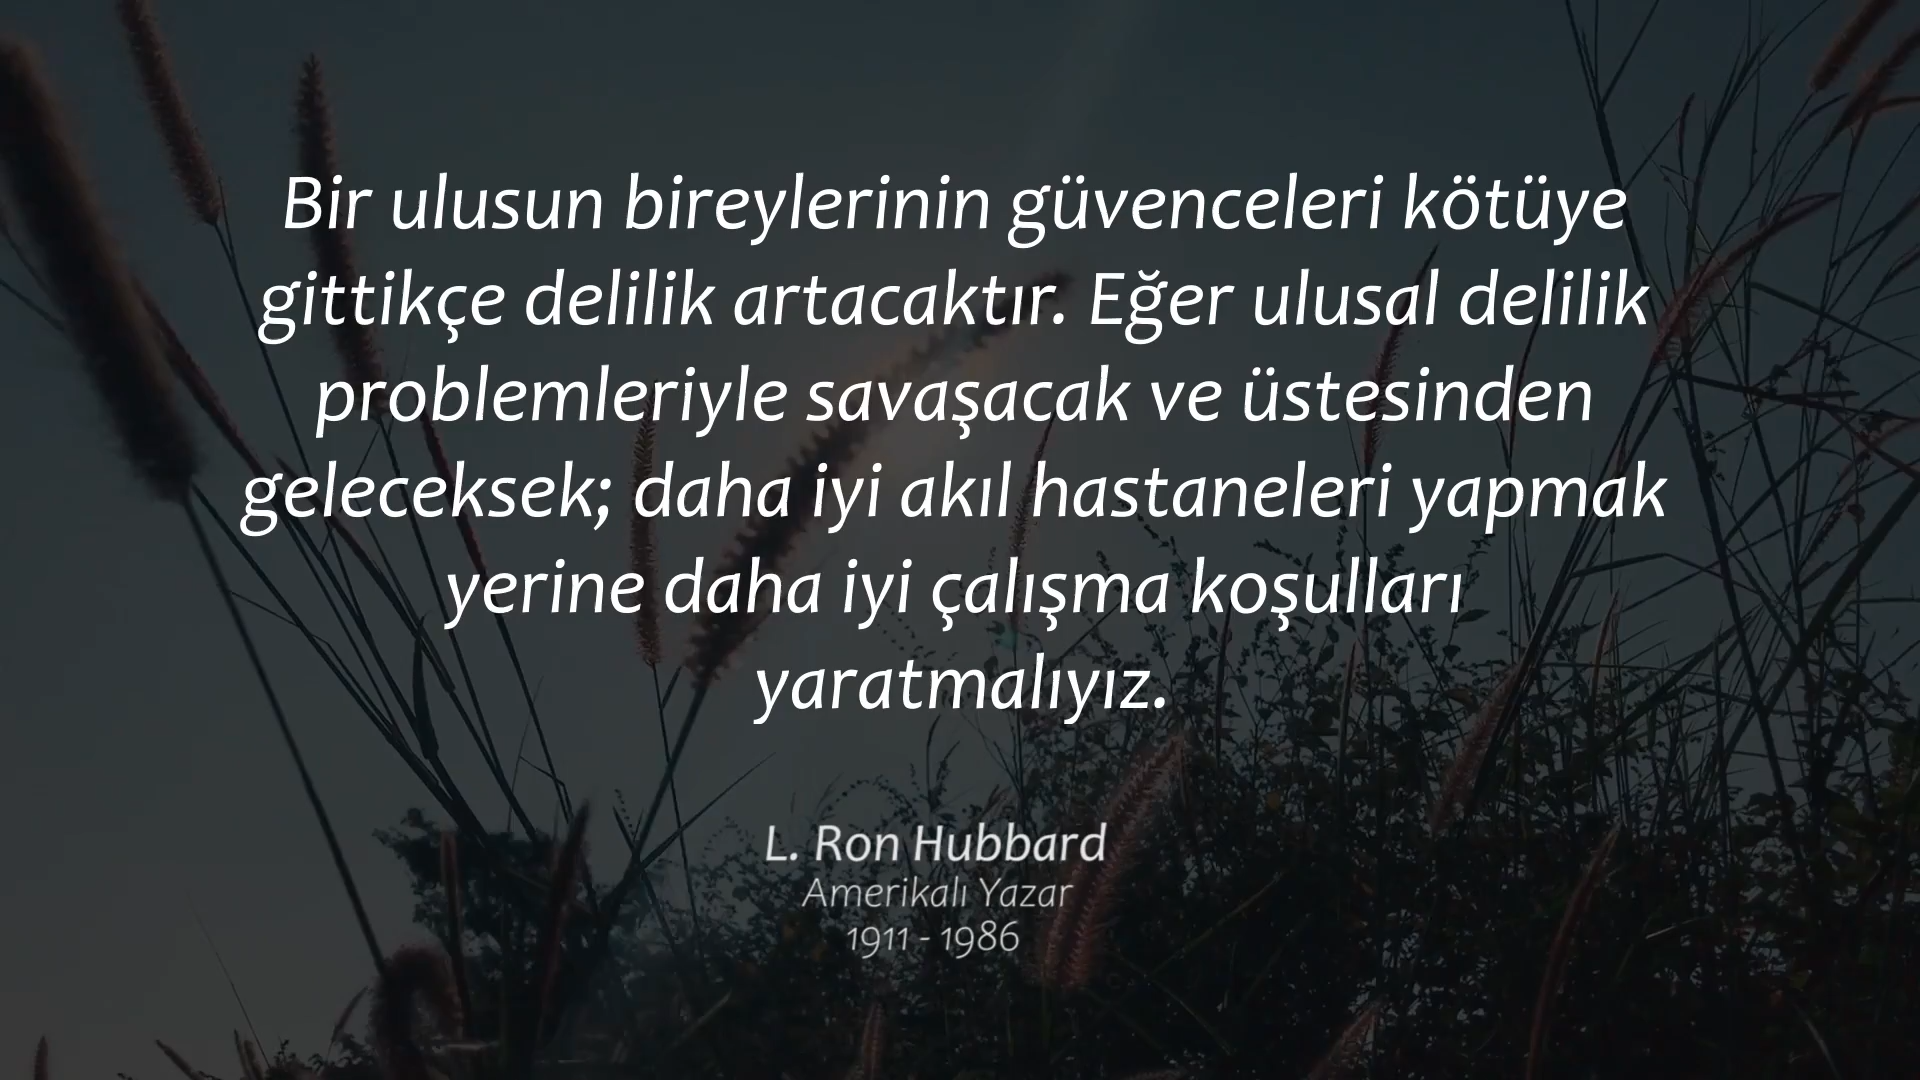 Bir ulusun bireylerinin güvenceleri kötüye
gittikçe delilik artacaktır. Eğer ulusal delilik
problemleriyle savaşacak ve üstesinden
geleceksek; daha iyi akıl hastaneleri yapmak
yerine daha iyi çalışma koşulları
yaratmalıyız.
L. Ron Hubbard
Amerikalı Yazar
1911 - 1986